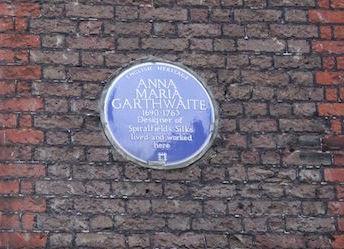 ENGLISH HERITAGE
ANNA
MARIA
GARTHWAITE
1690-1763
Designer of
Spitalfields Silks
lived and worked
here